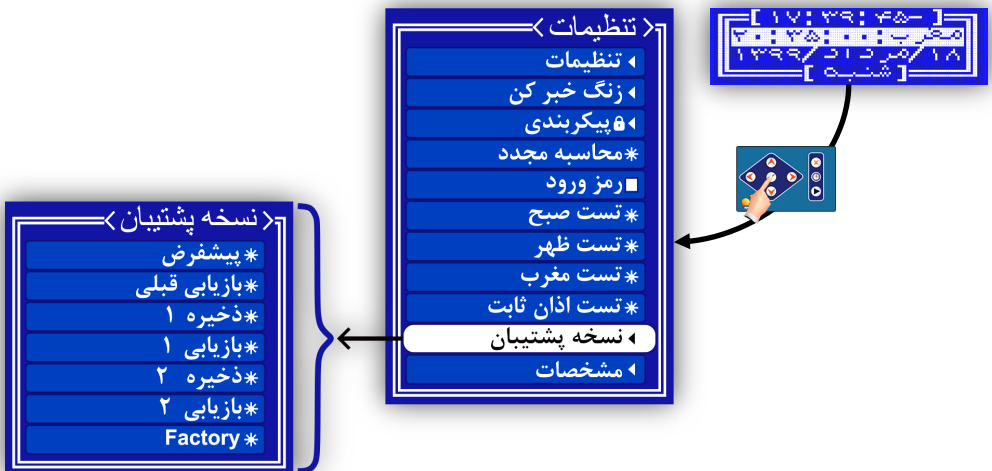 [ -۱۷:۳۹:۴۵ ]
مغرب:۲۰:۳۵:۰۰
۱۸/مرداد/۱۳۹۹
[شنبه]
<تنظیمات>
تنظیمات
زنگ خبر کن
پیکربندی
*محاسبه مجدد
رمز ورود
*تست صبح
*تست ظهر
*تست مغرب
*تست اذان ثابت
نسخه پشتیبان
مشخصات
<نسخه پشتیبان>
*پیشفرض
*بازیابی قبلی
*ذخیره ۱
*بازیابی ۱
*ذخیره ۲
*بازیابی ۲
*Factory